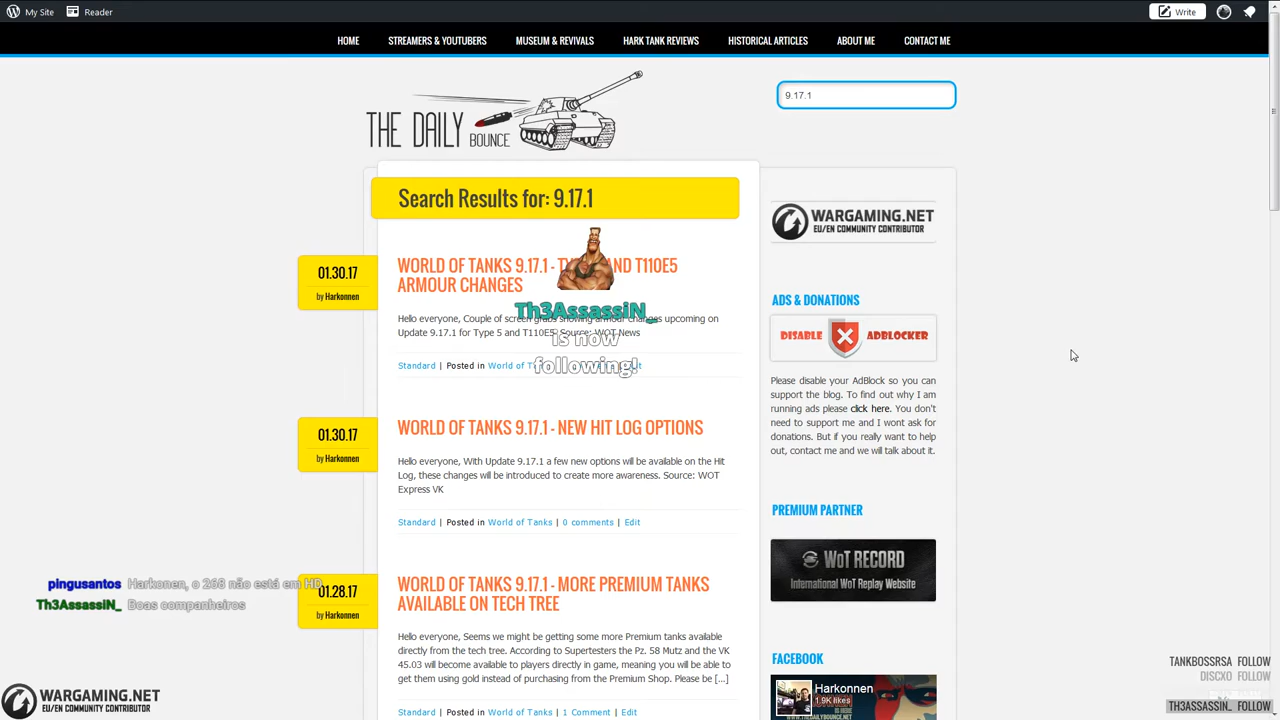 My Site
Reader
Write
HOME
STREAMERS & YOUTUBERS
MUSEUM & REVIVALS
HARK TANK REVIEWS
HISTORICAL ARTICLES
ABOUT ME
CONTACT ME
THE DAILY BOUNCE
9.17.1
Search Results for: 9.17.1
WARGAMING.NET
EU/EN COMMUNITY CONTRIBUTOR
01.30.17
by Harkonnen
WORLD OF TANKS 9.17.1 - AND T110E5
ARMOUR CHANGES
Th3AssassiN_
is now
following!
Hello everyone, Couple of screen grabs showing armour changes upcoming on
Update 9.17.1 for Type 5 and T110E5 Source: WOT News
Standard | Posted in World of
ADS & DONATIONS
DISABLE ADBLOCKER
Please disable your AdBlock so you can
support the blog. To find out why I am
running ads please click here. You don't
need to support me and I wont ask for
donations. But if you really want to help
out, contact me and we will talk about it.
01.30.17
by Harkonnen
WORLD OF TANKS 9.17.1 - NEW HIT LOG OPTIONS
Hello everyone, With Update 9.17.1 a few new options will be available on the Hit
Log, these changes will be introduced to create more awareness. Source: WOT
Express VK
Standard | Posted in World of Tanks | 0 comments | Edit
PREMIUM PARTNER
WoT RECORD
International WoT Replay Website
pingusantos Harkonen, o 268 não está em HD
Th3AssassiN_ Boas companheiros
01.28.17
by Harkonnen
WORLD OF TANKS 9.17.1 - MORE PREMIUM TANKS
AVAILABLE ON TECH TREE
Hello everyone, Seems we might be getting some more Premium tanks available
directly from the tech tree. According to Supertesters the Pz. 58 Mutz and the VK
45.03 will become available to players directly in game, meaning you will be able to
get them using gold instead of purchasing from the Premium Shop. Please be [...]
Standard | Posted in World of Tanks | 1 Comment | Edit
FACEBOOK
Harkonnen
1.9K likes
WARGAMING.NET
EU/EN COMMUNITY CONTRIBUTOR
TANKBOSSRSA FOLLOW
DISCXO FOLLOW
TH3ASSASSIN_ FOLLOW